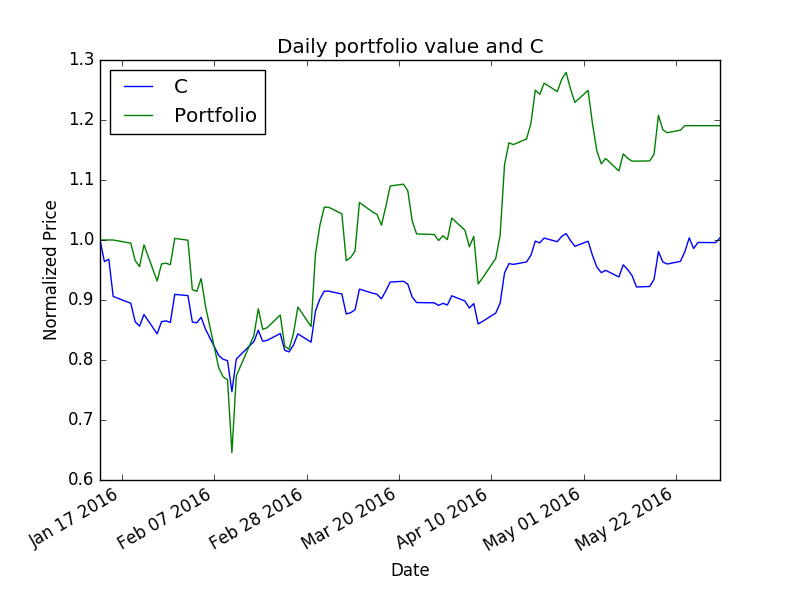 Daily portfolio value and C
C
Portfolio
1.3
1.2
1.1
1.0
0.9
0.8
0.7
0.6
Normalized Price
Jan 17 2016
Feb 07 2016
Feb 28 2016
Mar 20 2016
Apr 10 2016
May 01 2016
May 22 2016
Date